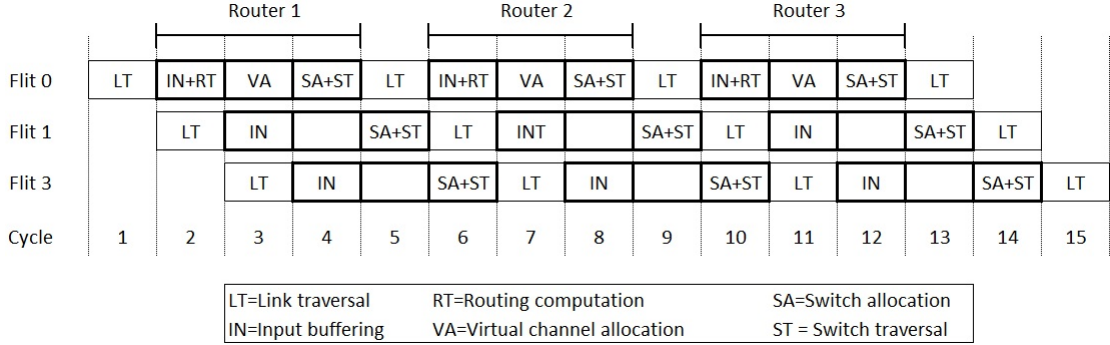 Router 1 Router 2 Router 3
Flit 0 LT IN+RT VA SA+ST LT IN+RT VA SA+ST LT IN+RT VA SA+ST LT
Flit 1 LT IN SA+ST LT INT SA+ST LT IN SA+ST LT
Flit 3 LT IN SA+ST LT IN SA+ST LT IN SA+ST LT
Cycle 1 2 3 4 5 6 7 8 9 10 11 12 13 14 15
LT=Link traversal RT=Routing computation SA=Switch allocation
IN=Input buffering VA=Virtual channel allocation ST = Switch traversal